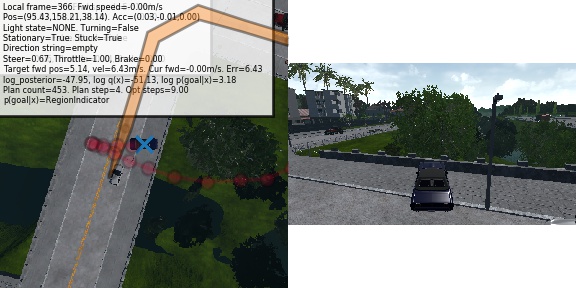 Local frame=366. Fwd speed=-0.00m/s
Pos=(95.43,158.21,38.14). Acc=(0.03,-0.01,0.00)
Light state=NONE. Turning=False
Stationary=True. Stuck=True
Direction string=empty
Steer=0.67, Throttle=1.00, Brake=0.00
Target fwd pos=5.14, vel=6.43m/s. Cur fwd=-0.00m/s. Err=6.43
log_posterior=-47.95, log q(x)=-51.13, log p(goal|x)=3.18
Plan count=453. Plan step=4. Opt steps=9.00
p(goal|x)=RegionIndicator